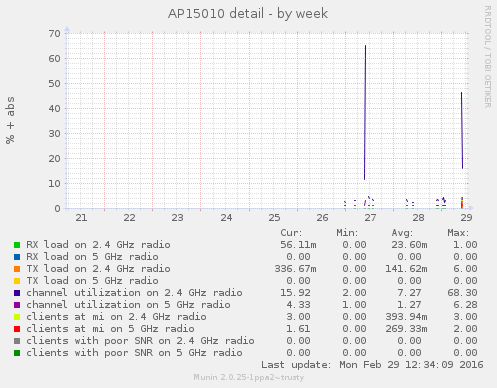 AP15010 detail - by week
RRDTOOL / TOBI OETIKER
% + abs
70
60
50
40
30
20
10
0
21 22 23 24 25 26 27 28 29
Cur: Min: Avg: Max:
RX load on 2.4 GHz radio 56.11m 0.00 23.60m 1.00
RX load on 5 GHz radio 0.00 0.00 0.00 0.00
TX load on 2.4 GHz radio 336.67m 0.00 141.62m 6.00
TX load on 5 GHz radio 0.00 0.00 0.00 0.00
channel utilization on 2.4 GHz radio 15.92 2.00 7.27 68.30
channel utilization on 5 GHz radio 4.33 1.00 1.27 6.28
clients at mi on 2.4 GHz radio 3.00 0.00 393.94m 3.00
clients at mi on 5 GHz radio 1.61 0.00 269.33m 2.00
clients with poor SNR on 2.4 GHz radio 0.00 0.00 0.00 0.00
clients with poor SNR on 5 GHz radio 0.00 0.00 0.00 0.00
Last update: Mon Feb 29 12:34:09 2016
Munin 2.0.25-1ppa2~trusty